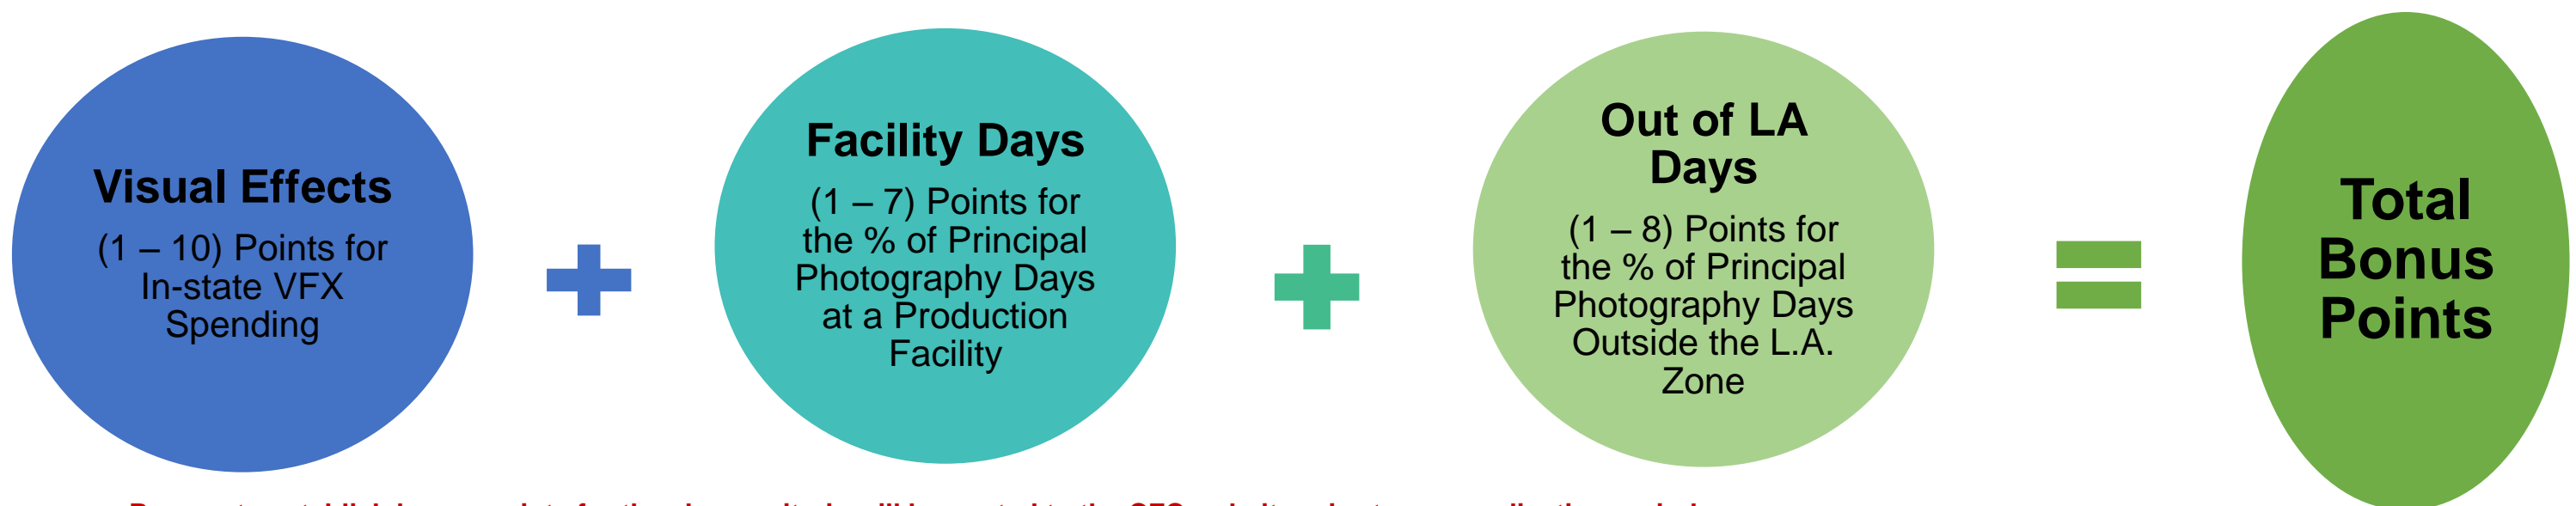 Visual Effects
(1 – 10) Points for
In-state VFX
Spending
Facility Days
(1 – 7) Points for
the % of Principal
Photography Days
at a Production
Facility
Out of LA
Days
(1 – 8) Points for
the % of Principal
Photography Days
Outside the L.A.
Zone
Total
Bonus
Points